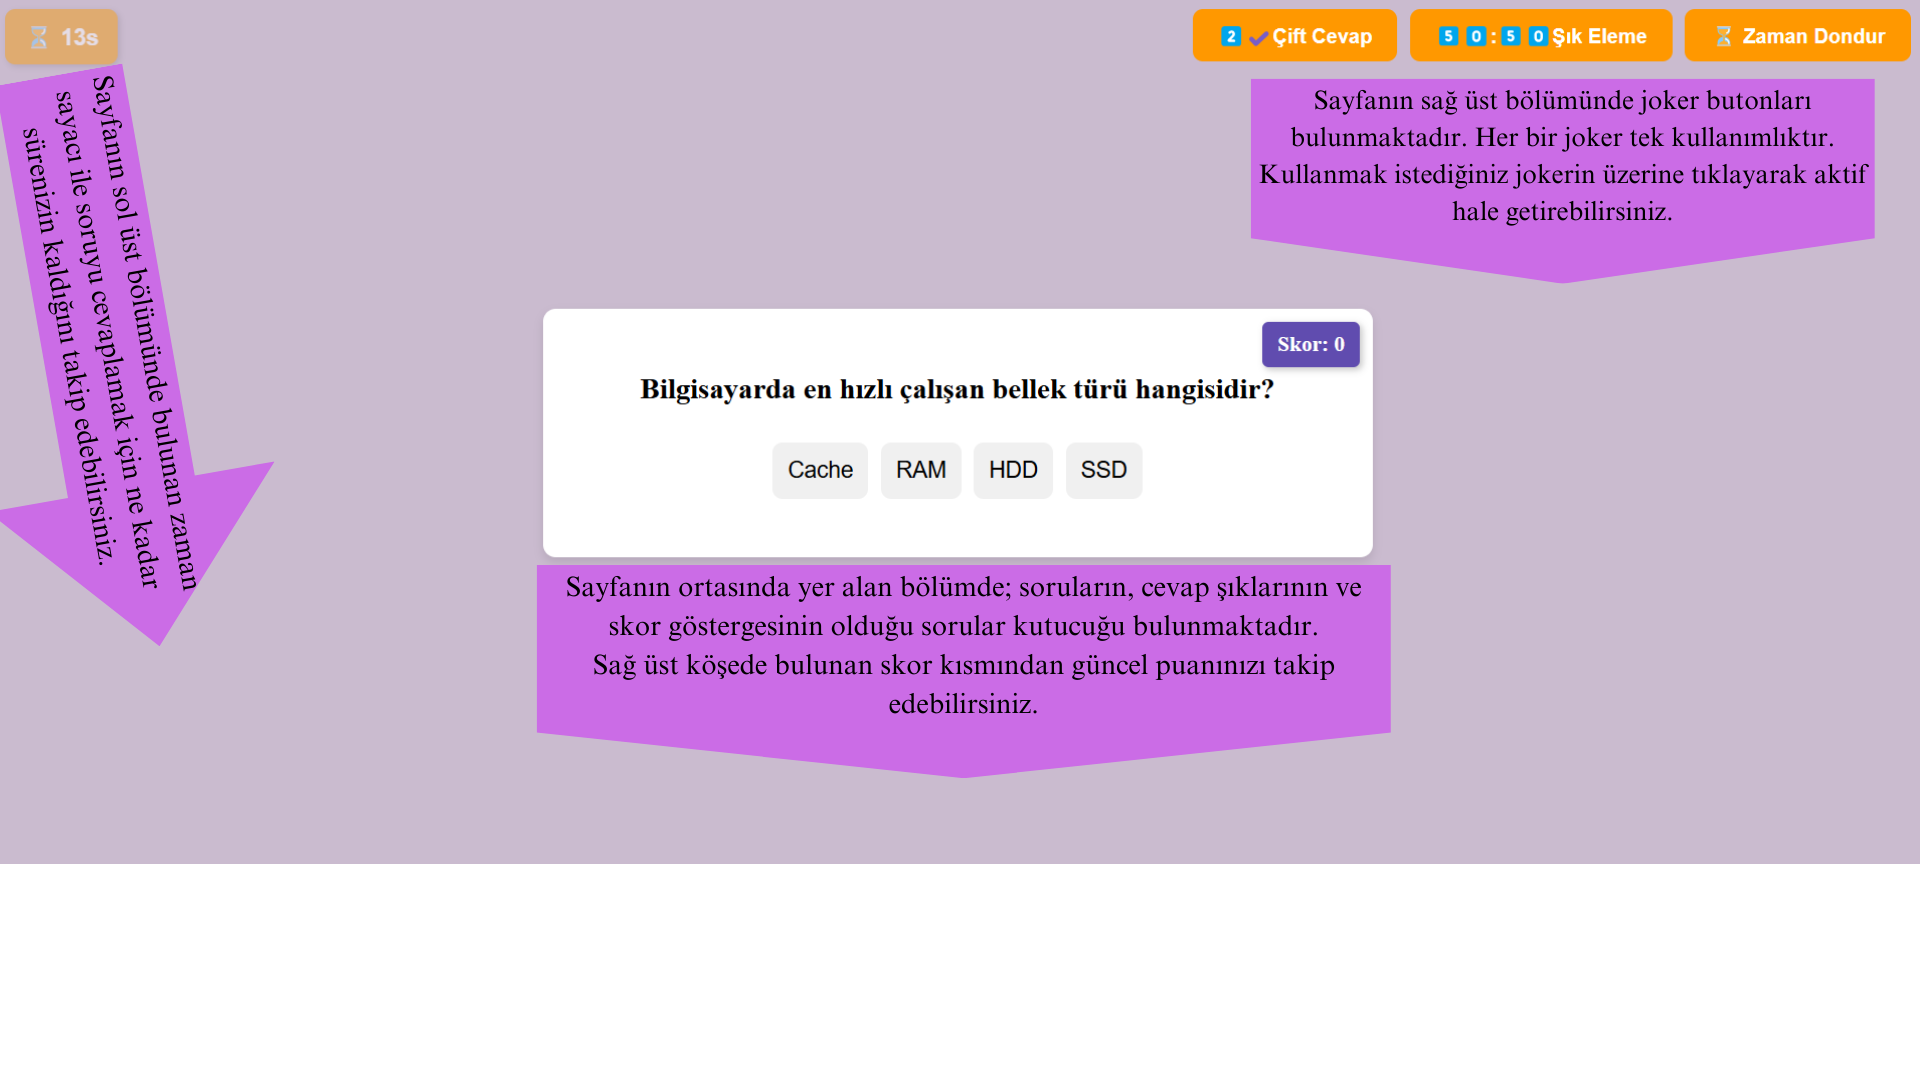 ⏳ 13s
2️⃣ ✔ Çift Cevap
5️⃣ 0️⃣ : 5️⃣ 0️⃣ Şık Eleme
⏳ Zaman Dondur
Sayfanın sol üst bölümünde bulunan zaman
sayacı ile soruyu cevaplamak için ne kadar
sürenizin kaldığını takip edebilirsiniz.
Sayfanın sağ üst bölümünde joker butonları
bulunmaktadır. Her bir joker tek kullanımlıktır.
Kullanmak istediğiniz jokerin üzerine tıklayarak aktif
hale getirebilirsiniz.
Skor: 0
Bilgisayarda en hızlı çalışan bellek türü hangisidir?
Cache
RAM
HDD
SSD
Sayfanın ortasında yer alan bölümde; soruların, cevap şıklarının ve
skor göstergesinin olduğu sorular kutucuğu bulunmaktadır.
Sağ üst köşede bulunan skor kısmından güncel puanınızı takip
edebilirsiniz.